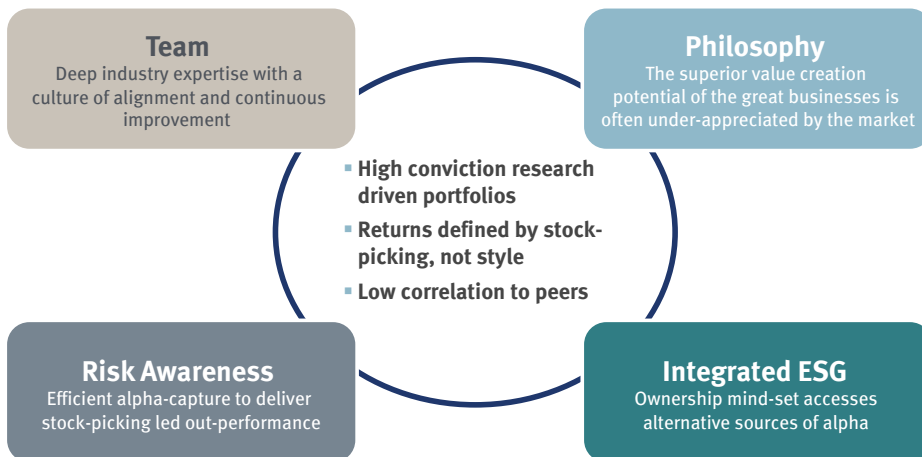 Team
Deep industry expertise with a
culture of alignment and continuous
improvement
Philosophy
The superior value creation
potential of the great businesses is
often under-appreciated by the market
▪ High conviction research
driven portfolios
▪ Returns defined by stock-
picking, not style
▪ Low correlation to peers
Risk Awareness
Efficient alpha-capture to deliver
stock-picking led out-performance
Integrated ESG
Ownership mind-set accesses
alternative sources of alpha